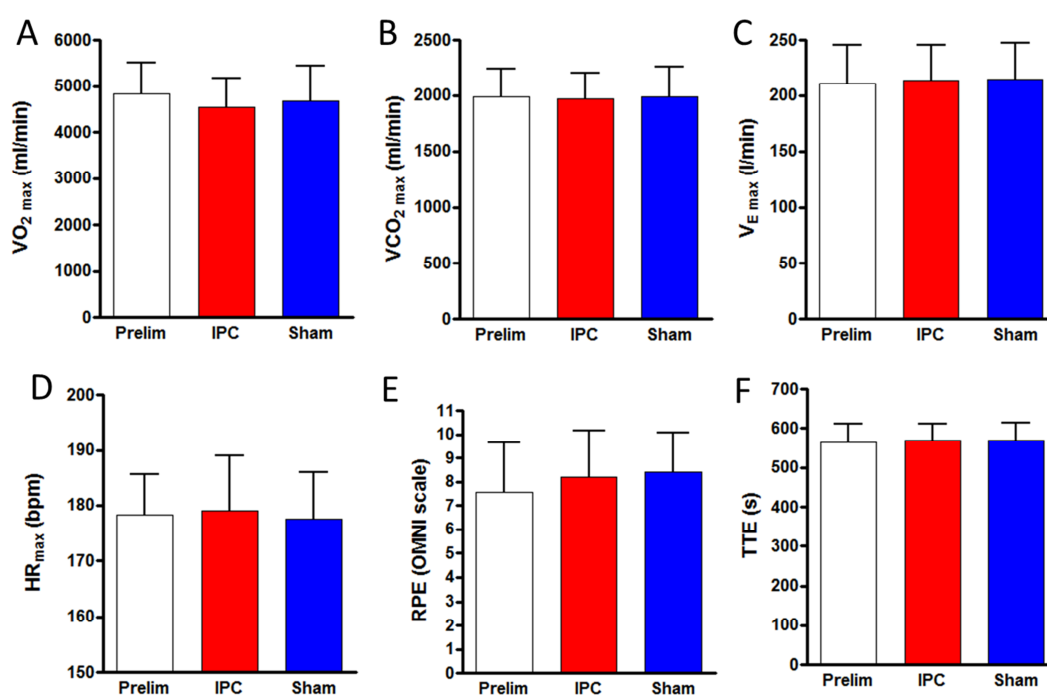 A
VO2 max (ml/min)
6000
5000
4000
3000
2000
1000
0
Prelim IPC Sham
B
VCO2 max (ml/min)
2500
2000
1500
1000
500
0
Prelim IPC Sham
C
VE max (l/min)
250
200
150
100
50
0
Prelim IPC Sham
D
HRmax (bpm)
200
190
180
170
160
150
Prelim IPC Sham
E
RPE (OMNI scale)
11
10
9
8
7
6
5
4
3
2
1
0
Prelim IPC Sham
F
TTE (s)
700
600
500
400
300
200
100
0
Prelim IPC Sham